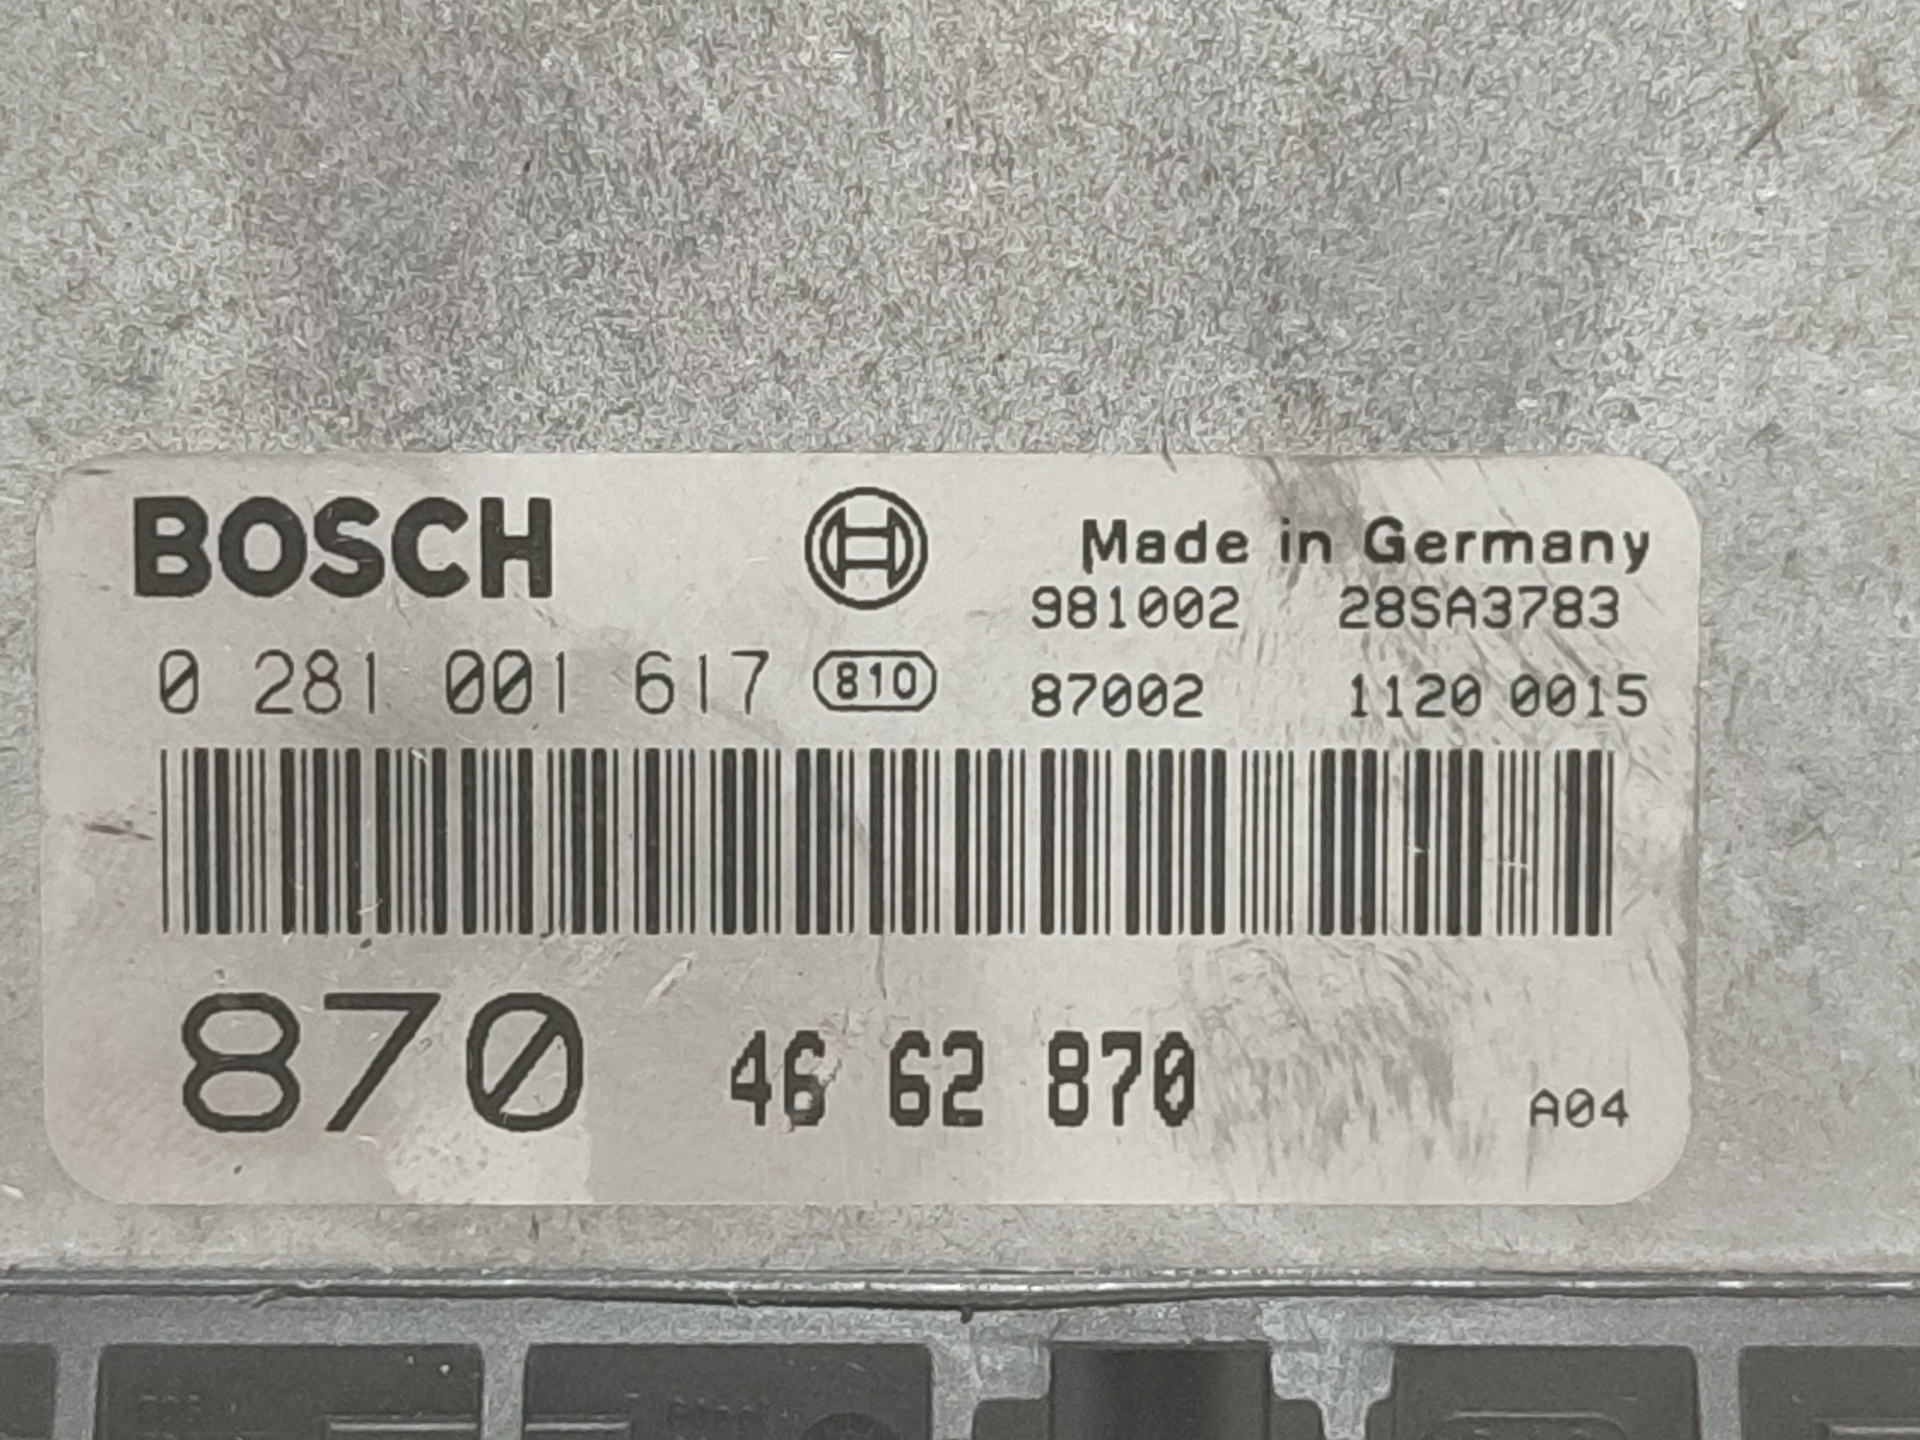 BOSCH
Made in Germany
981002 28SA3783
0 281 001 617 810 87002 1120 0015
870 46 62 870 A04